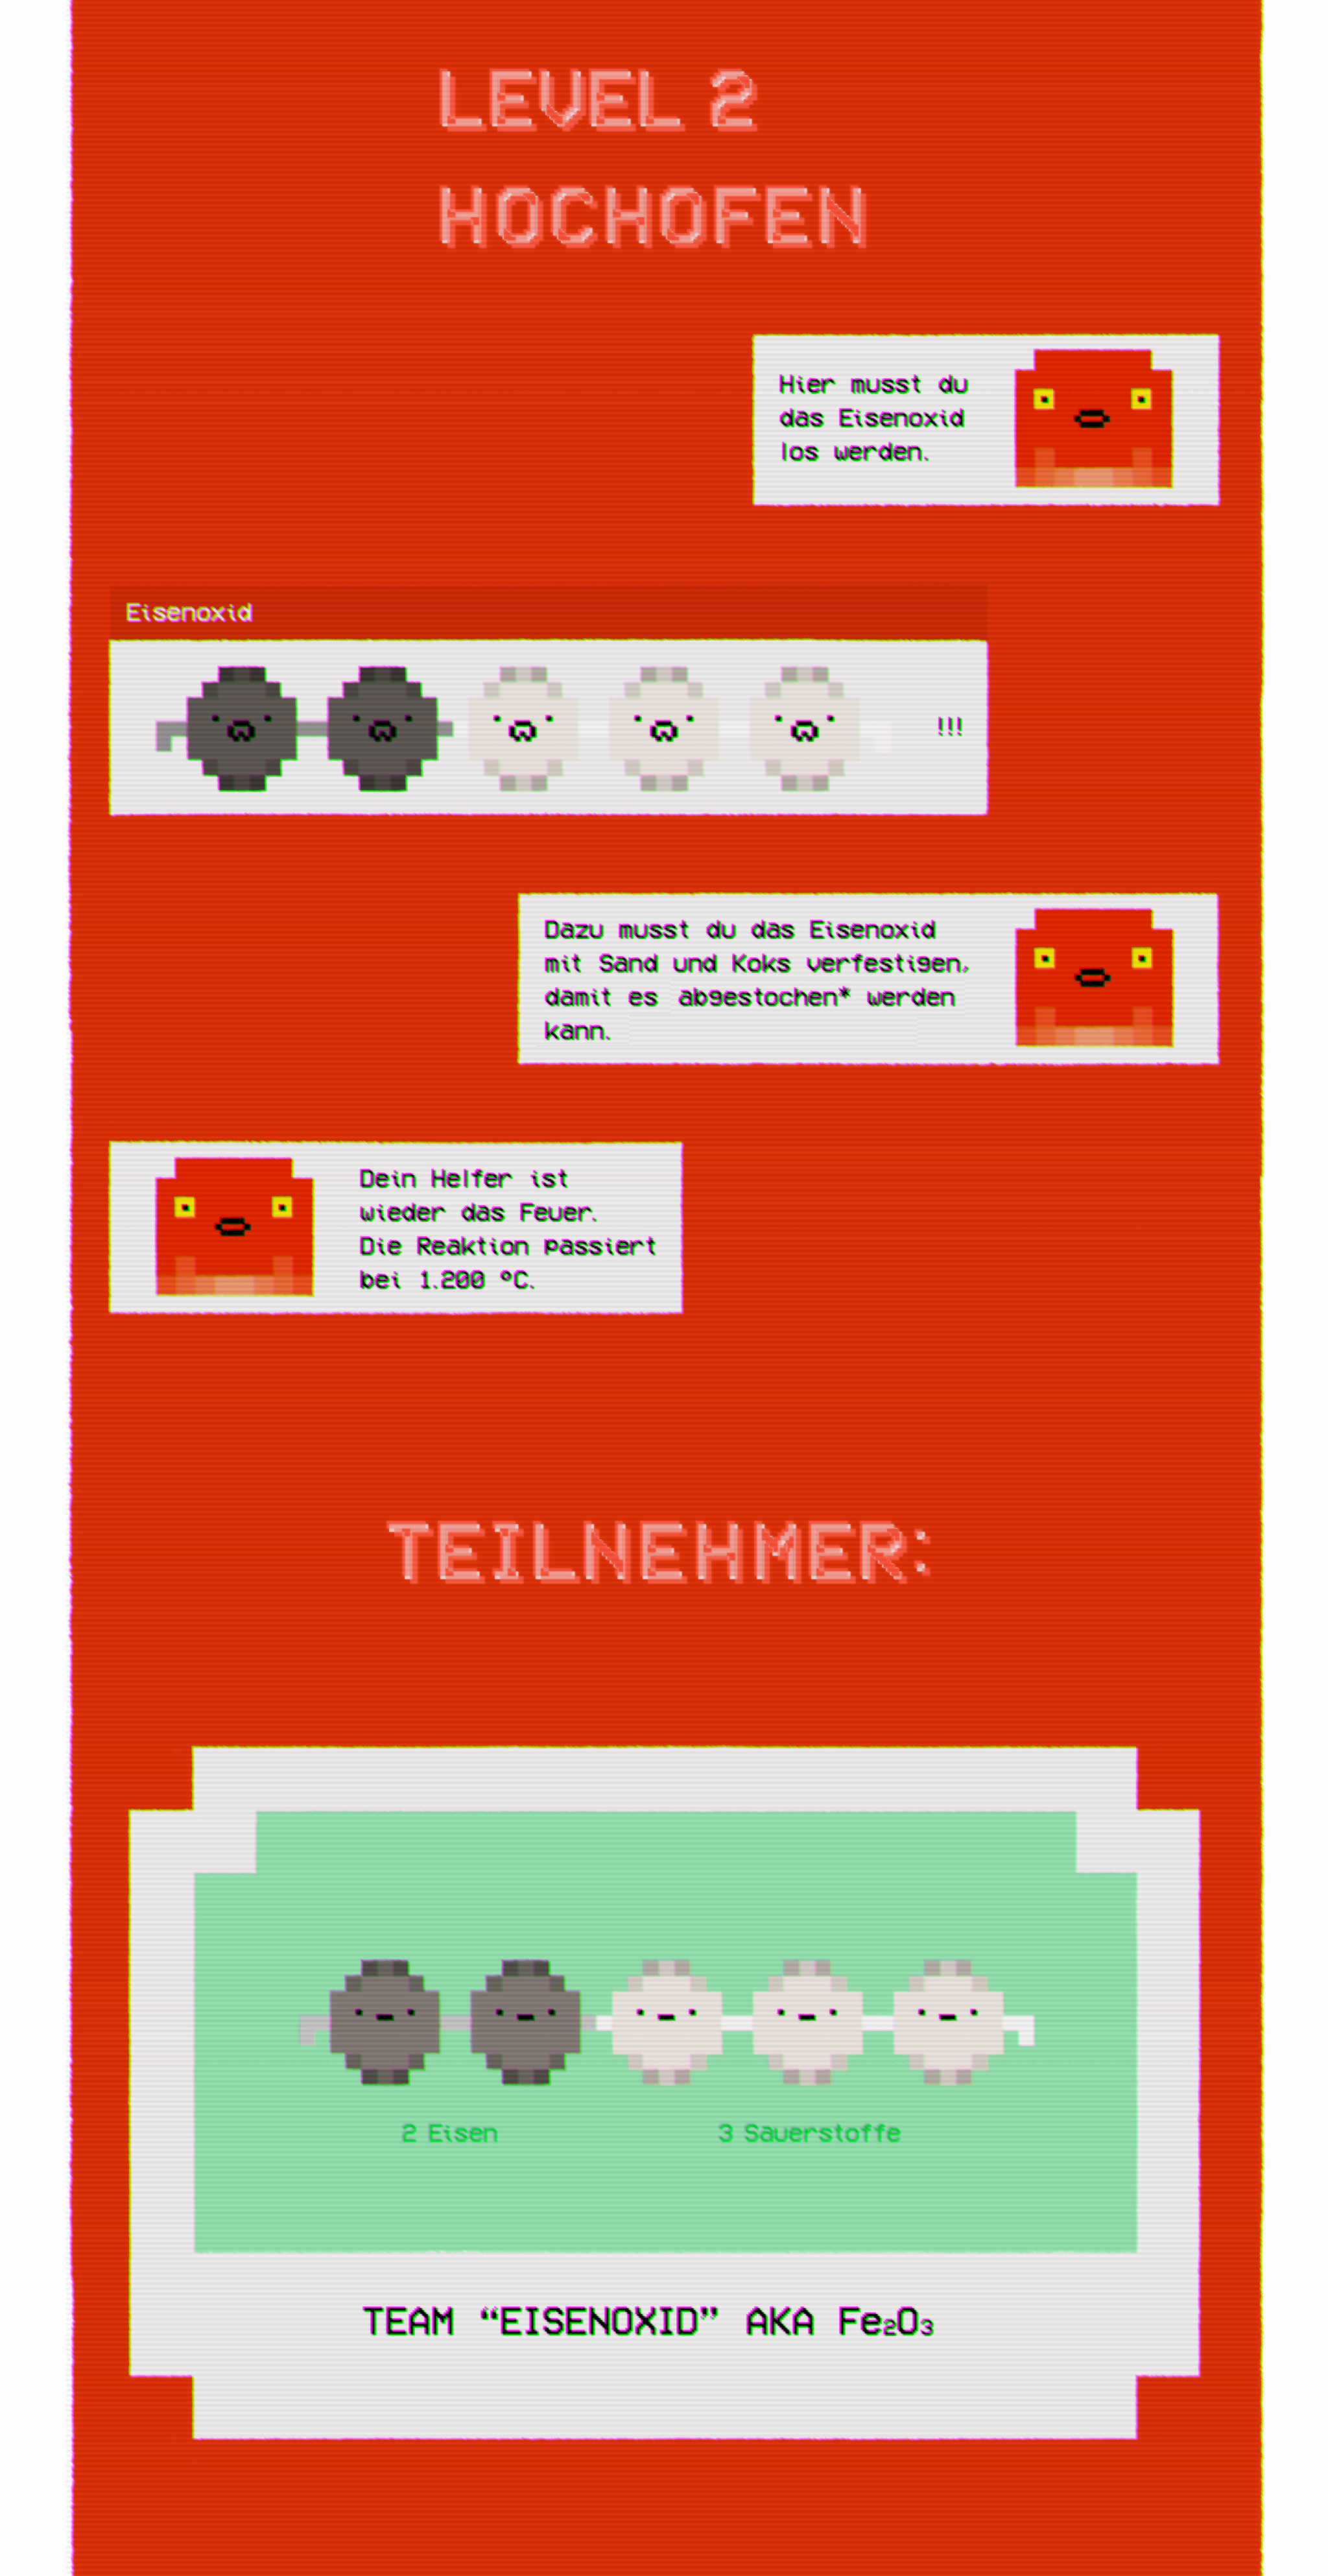 LEVEL 2
HOCHOFEN
Hier musst du
das Eisenoxid
los werden.
Eisenoxid
!!!
Dazu musst du das Eisenoxid
mit Sand und Koks verfestigen,
damit es abgestochen* werden
kann.
Dein Helfer ist
wieder das Feuer.
Die Reaktion passiert
bei 1.200 °C.
TEILNEHMER:
2 Eisen
3 Sauerstoffe
TEAM “EISENOXID” AKA Fe₂O₃